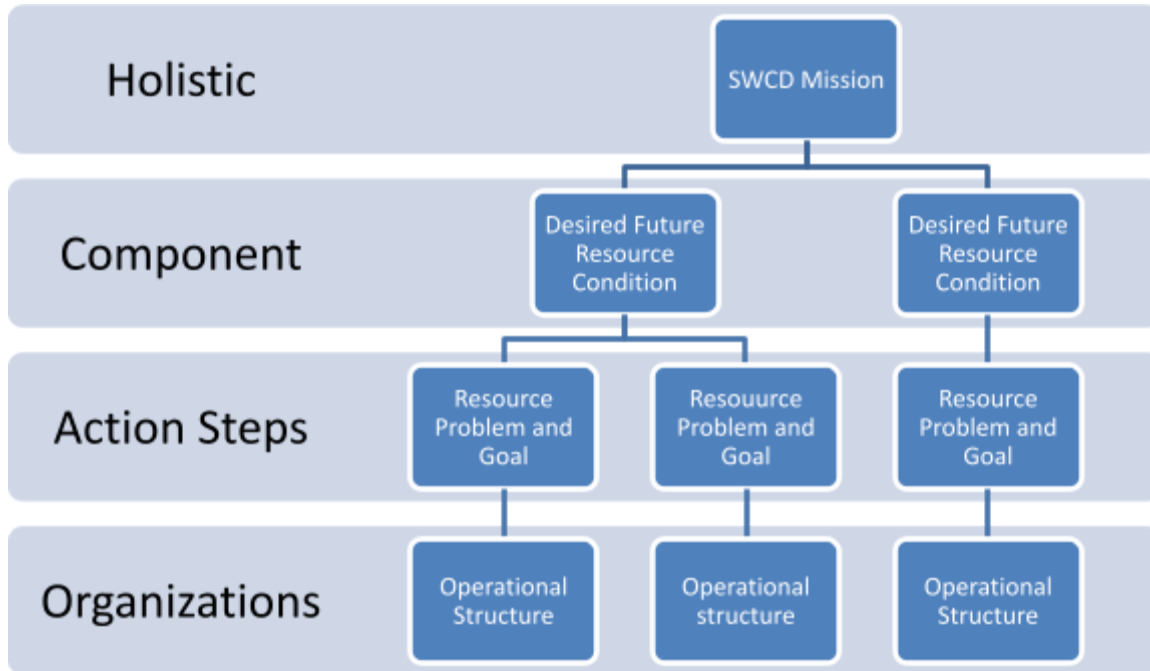 Holistic
SWCD Mission
Component
Desired Future
Resource
Condition
Desired Future
Resource
Condition
Action Steps
Resource
Problem and
Goal
Resouurce
Problem and
Goal
Resource
Problem and
Goal
Organizations
Operational
Structure
Operational
structure
Operational
Structure